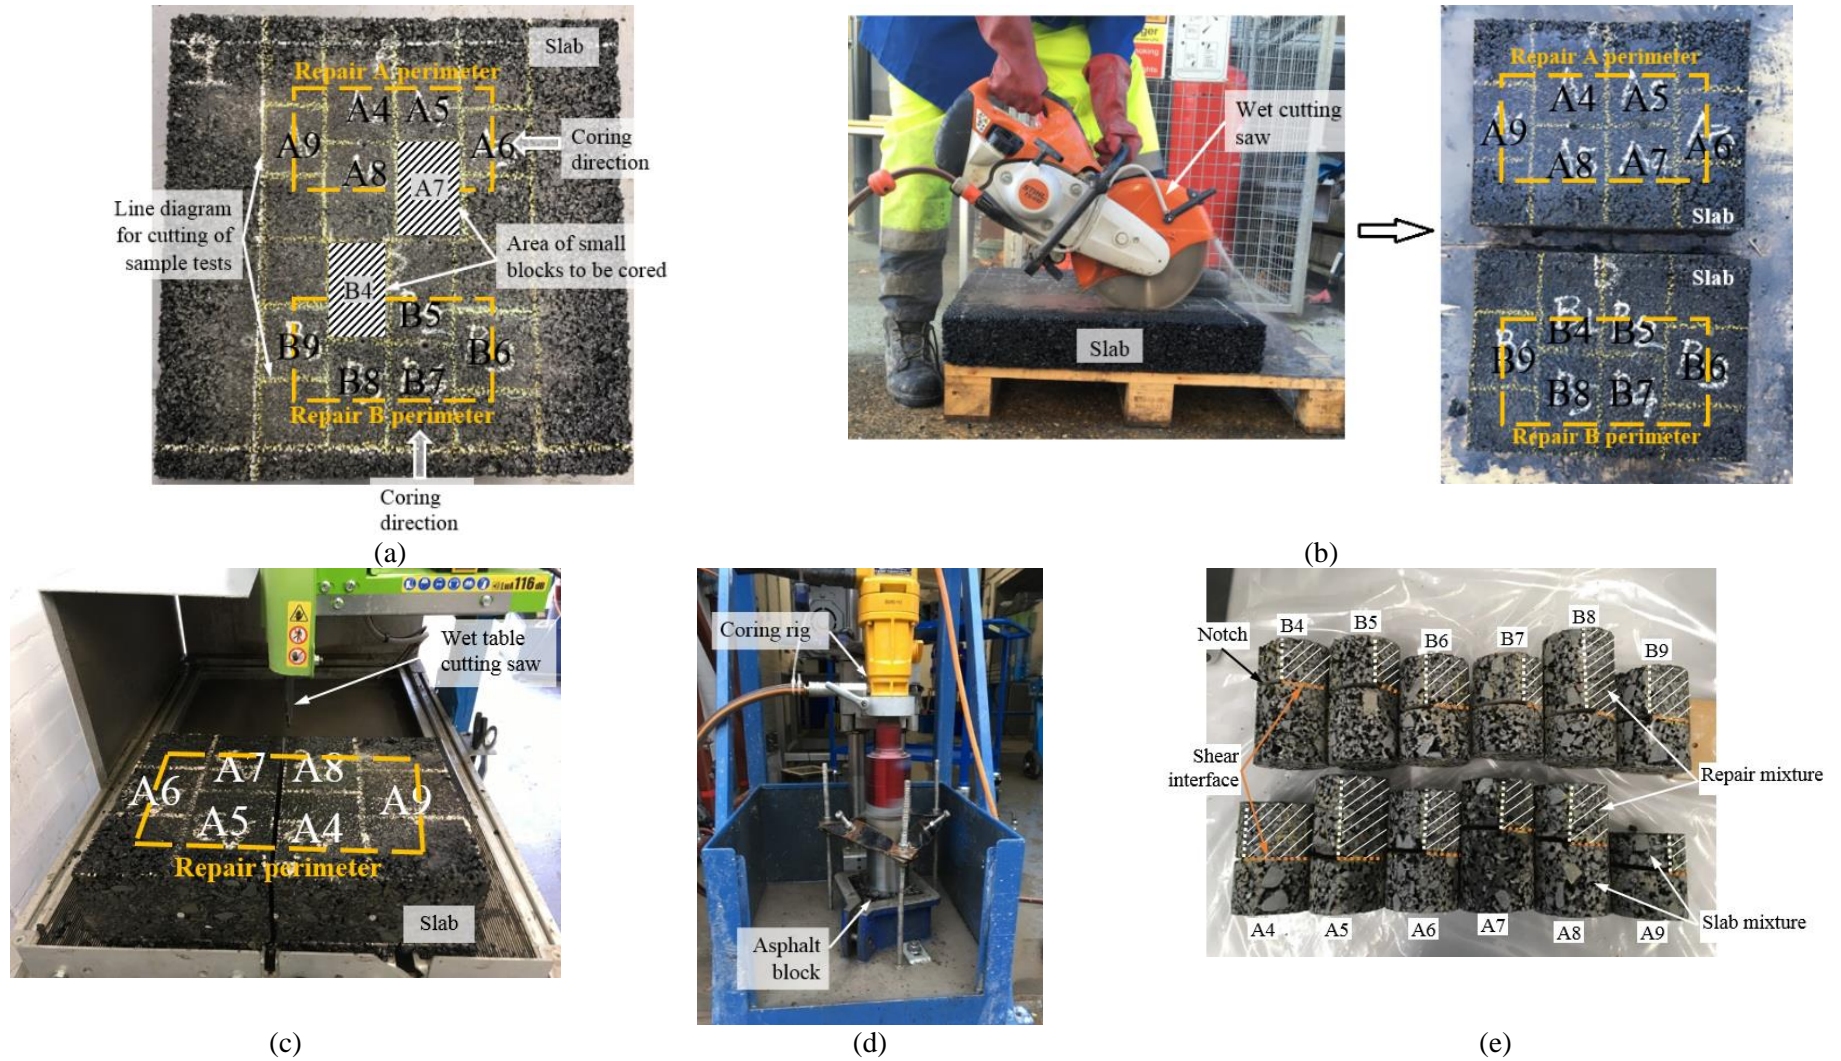 Slab
Repair A perimeter
A4
A5
A9
A6
A8
A7
Coring
direction
Line diagram
for cutting of
sample tests
Area of small
blocks to be cored
B4
B5
B9
B6
B8
B7
Repair B perimeter
Coring
direction
(a)
Wet cutting
saw
STIHL
Slab
Repair A perimeter
A4
A5
A9
A6
A8
A7
Slab
Slab
B4
B5
B9
B6
B8
B7
Repair B perimeter
(b)
LwA 116 dB
Wet table
cutting saw
A7
A8
A6
A9
A5
A4
Repair perimeter
Slab
(c)
Coring rig
Asphalt
block
(d)
Notch
B4
B5
B6
B7
B8
B9
Shear
interface
Repair mixture
Slab mixture
A4
A5
A6
A7
A8
A9
(e)